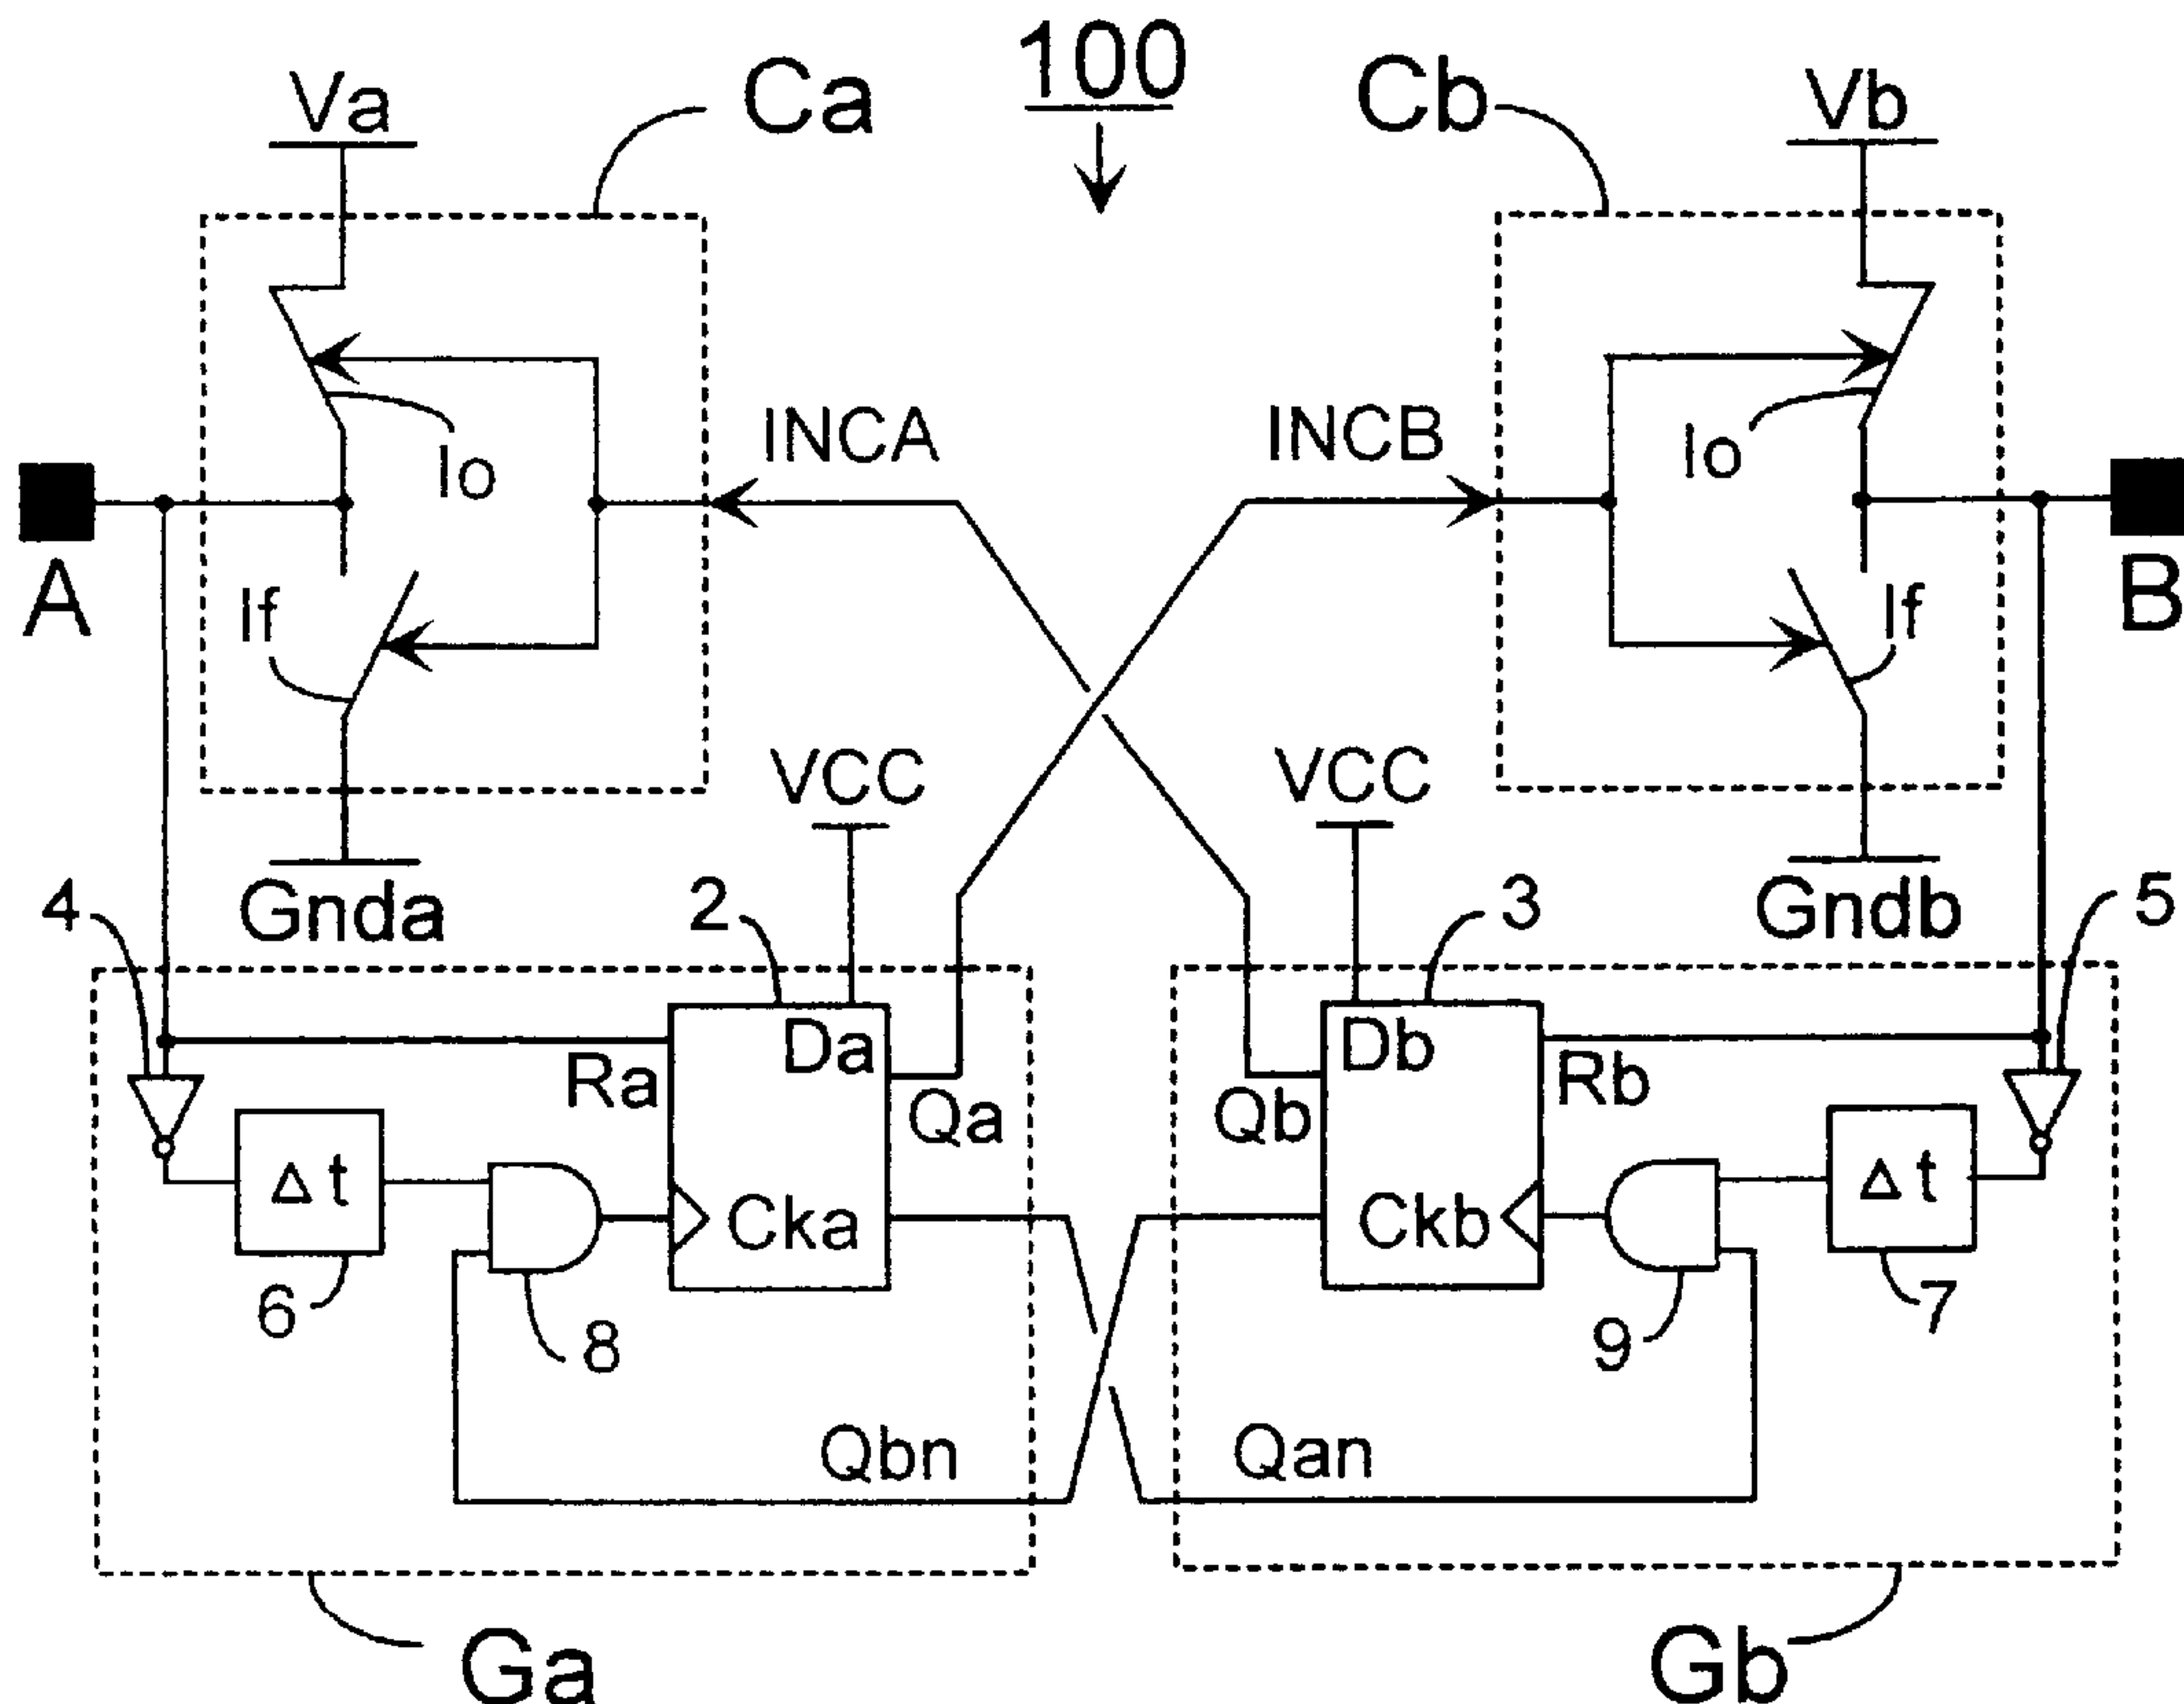 100
Va
Ca
Cb
Vb
Io
INCA
INCB
Io
A
If
If
B
VCC
VCC
Gnda
Gndb
4
2
3
5
Da
Db
Ra
Rb
Qa
Qb
Δt
Cka
Ckb
Δt
6
8
9
7
Qbn
Qan
Ga
Gb